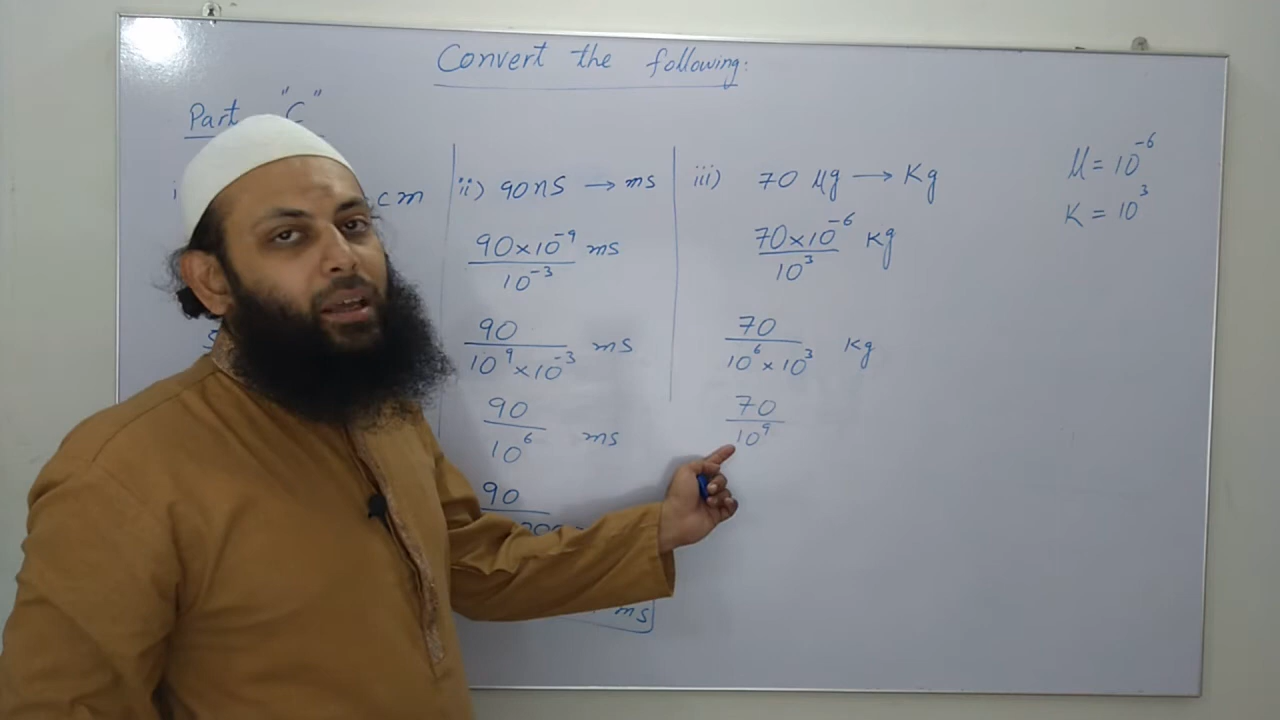 Convert the following:
Part "C"
i
cm
ii) 90 nS → ms
90×10⁻⁹ / 10⁻³ ms
90 / 10⁹×10⁻³ ms
90 / 10⁶ ms
90
ms
iii) 70 μg → Kg
70×10⁻⁶ / 10³ Kg
70 / 10⁶×10³ Kg
70 / 10⁹
μ = 10⁻⁶
K = 10³